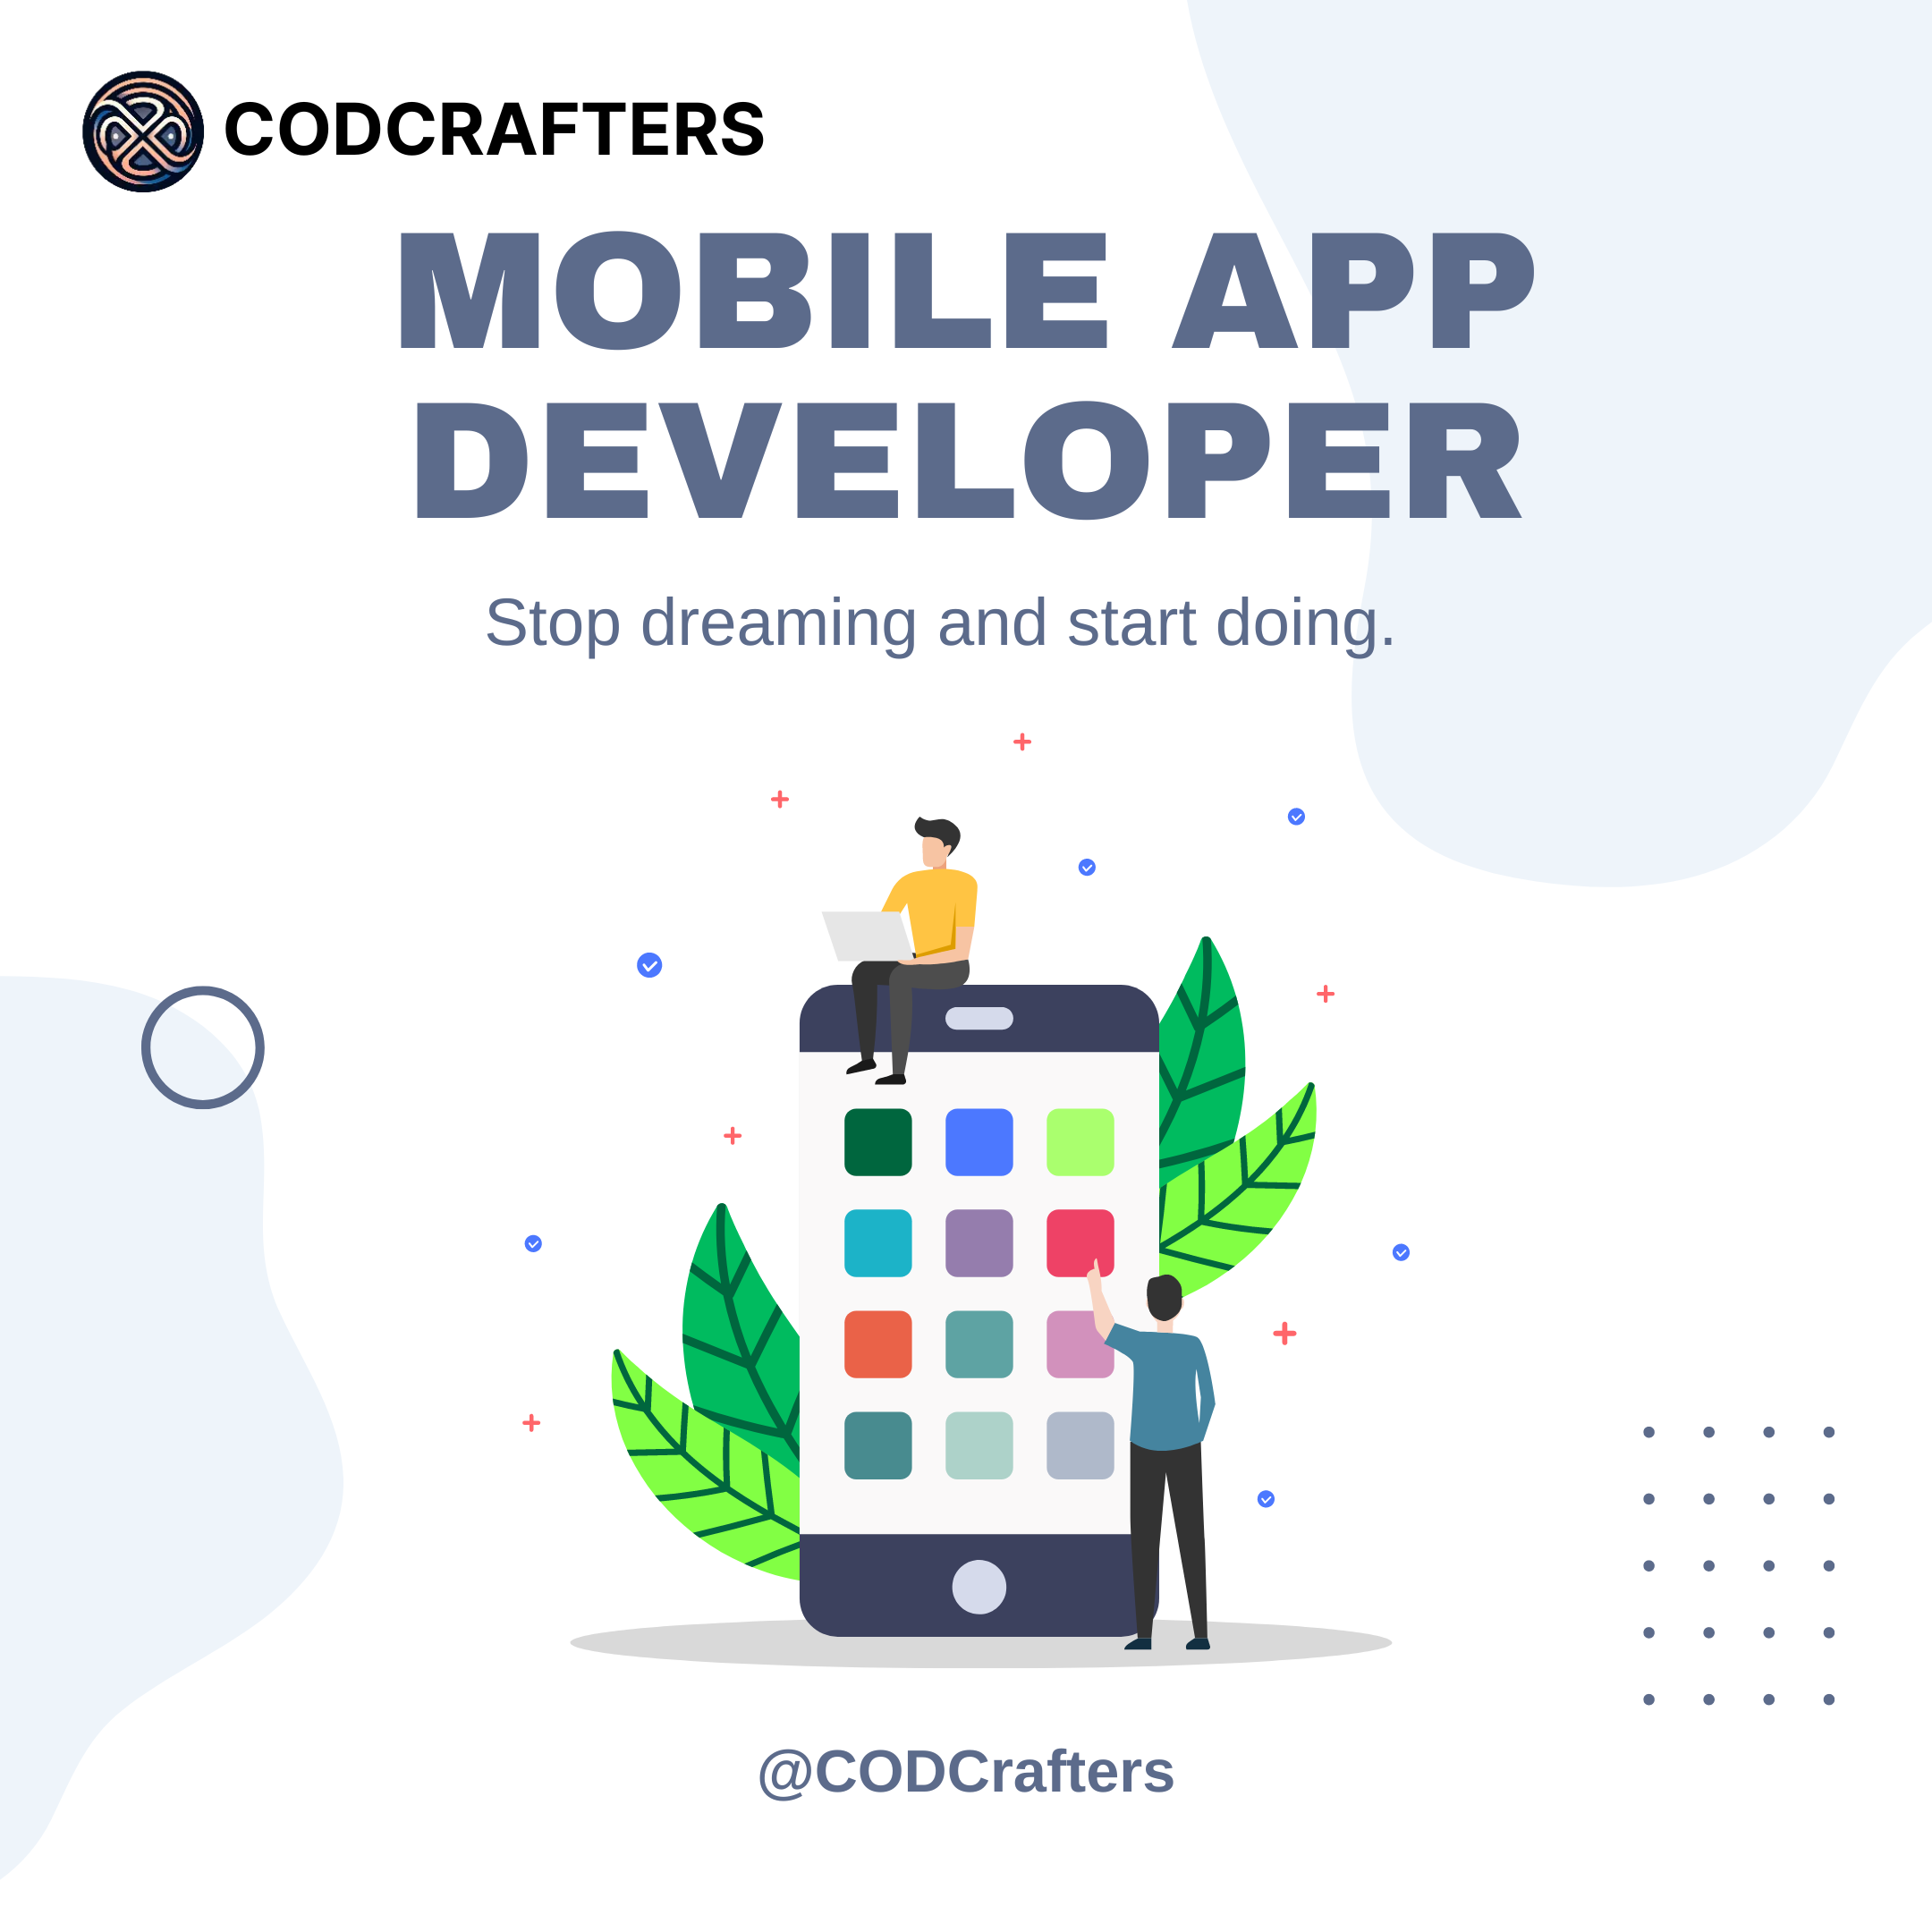 CODCRAFTERS
MOBILE APP
DEVELOPER
Stop dreaming and start doing.
@CODCrafters